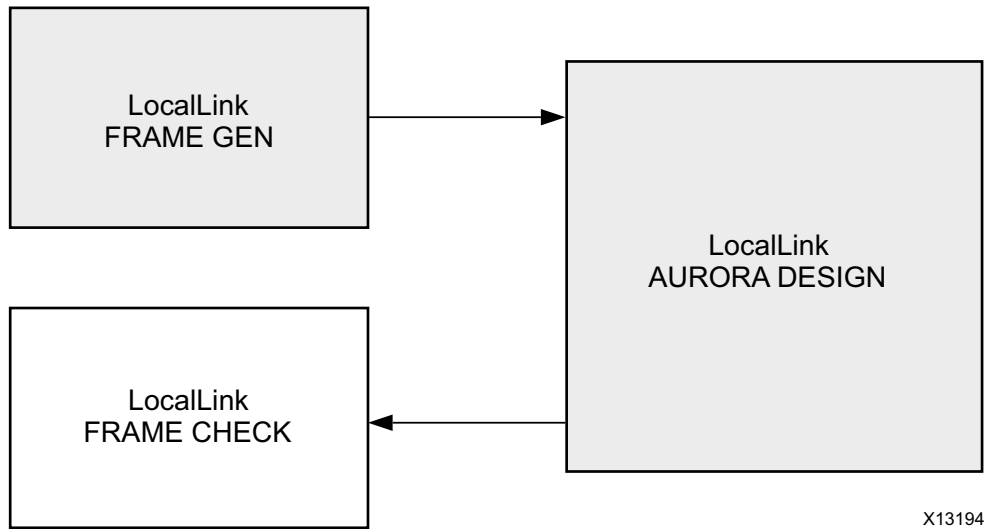 LocalLink
FRAME GEN
LocalLink
AURORA DESIGN
LocalLink
FRAME CHECK
X13194